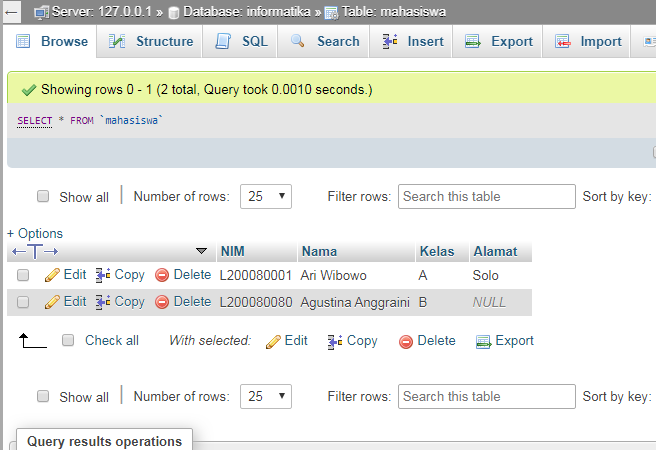 Server: 127.0.0.1 » Database: informatika » Table: mahasiswa
Browse Structure SQL Search Insert Export Import
Showing rows 0 - 1 (2 total, Query took 0.0010 seconds.)
SELECT * FROM `mahasiswa`
Show all Number of rows: 25 Filter rows: Search this table Sort by key:
+ Options
NIM Nama Kelas Alamat
Edit Copy Delete L200080001 Ari Wibowo A Solo
Edit Copy Delete L200080080 Agustina Anggraini B NULL
Check all With selected: Edit Copy Delete Export
Show all Number of rows: 25 Filter rows: Search this table Sort by key:
Query results operations